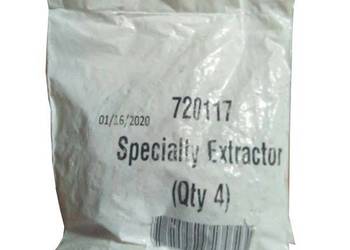 720117
01/16/2020
Specialty Extractor
(Qty 4)